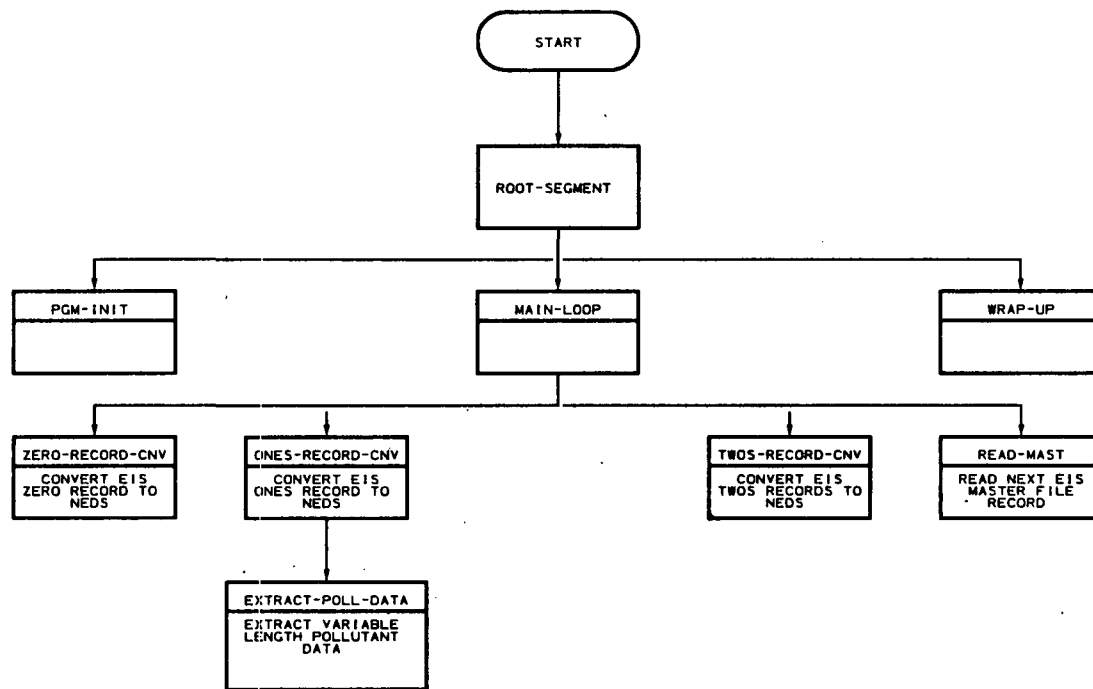 START
ROOT-SEGMENT
PGM-INIT
MAIN-LOOP
WRAP-UP
ZERO-RECORD-CNV
CONVERT EIS
ZERO RECORD TO
NEDS
ONES-RECORD-CNV
CONVERT EIS
ONES RECORD TO
NEDS
TWOS-RECORD-CNV
CONVERT EIS
TWOS RECORDS TO
NEDS
READ-MAST
READ NEXT EIS
MASTER FILE
RECORD
EXTRACT-POLL-DATA
EXTRACT VARIABLE
LENGTH POLLUTANT
DATA